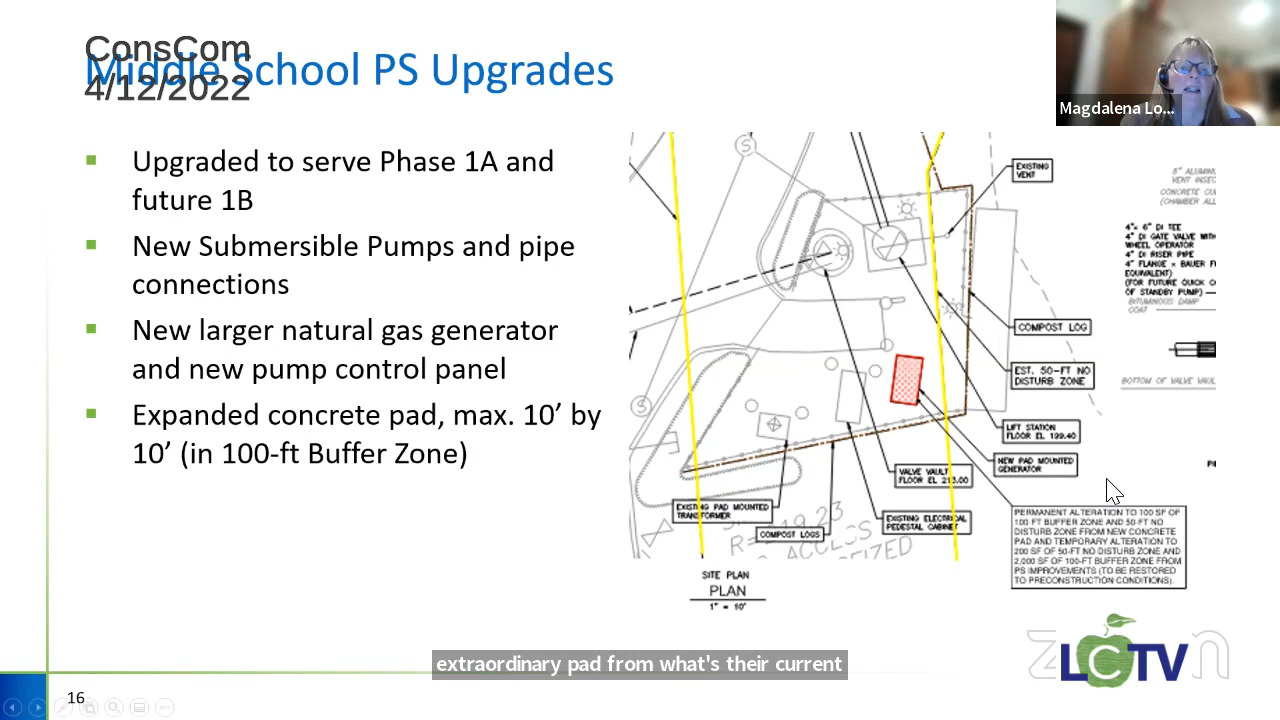 ConsCom
4/12/2022
Middle School PS Upgrades
Magdalena Lo...
Upgraded to serve Phase 1A and
future 1B
New Submersible Pumps and pipe
connections
New larger natural gas generator
and new pump control panel
Expanded concrete pad, max. 10’ by
10’ (in 100-ft Buffer Zone)
S
S
EXISTING
VENT
COMPOST LOG
EST. 50-FT NO
DISTURB ZONE
LIFT STATION
FLOOR EL 199.40
NEW PAD MOUNTED
GENERATOR
VALVE VAULT
FLOOR EL 213.00
EXISTING PAD MOUNTED
TRANSFORMER
COMPOST LOGS
EXISTING ELECTRICAL
PEDESTAL CABINET
PERMANENT ALTERATION TO 100 SF OF
100-FT BUFFER ZONE AND 50-FT NO
DISTURB ZONE FROM NEW CONCRETE
PAD AND TEMPORARY ALTERATION TO
200 SF OF 50-FT NO DISTURB ZONE AND
2,000 SF OF 100-FT BUFFER ZONE FROM
PS IMPROVEMENTS (TO BE RESTORED
TO PRECONSTRUCTION CONDITIONS).
SITE PLAN
PLAN
1" = 10'
8" ALUMIN
VENT INSEC
CONCRETE CO
(CHAMBER ALL
4"x 6" DI TEE
4" DI GATE VALVE WITH
WHEEL OPERATOR
4" DI RISER PIPE
4" FLANGE × BAUER F
EQUIVALENT)
(FOR FUTURE QUICK C
OF STANDBY PUMP)
BITUMINOUS DAMP
COAT
BOTTOM OF VALVE VAUL
extraordinary pad from what's their current
zoom
LCTV
16